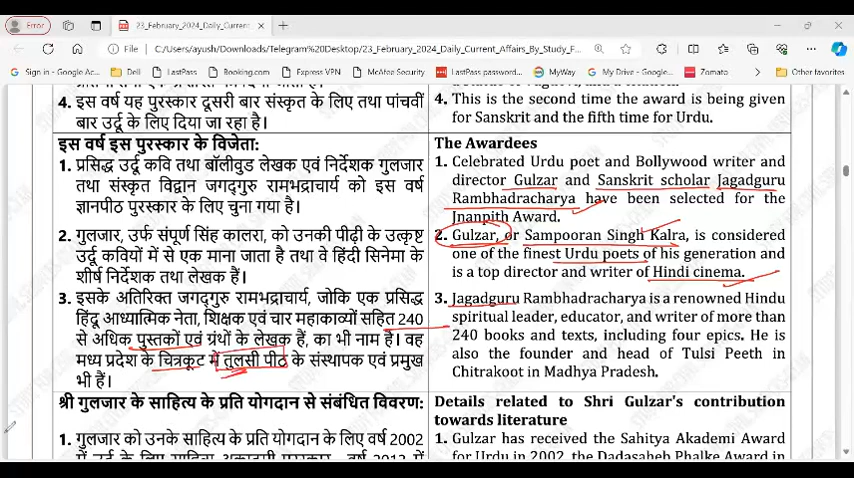 Error
23_February_2024_Daily_Current
File
C:/Users/ayush/Downloads/Telegram%20Desktop/23_February_2024_Daily_Current_Affairs_By_Study_F...
Sign in - Google Ac...
Dell
LastPass
Booking.com
Express VPN
McAfee Security
LastPass password...
MyWay
My Drive - Google...
Zomato
Other favorites
4. इस वर्ष यह पुरस्कार दूसरी बार संस्कृत के लिए तथा पांचवीं
बार उर्दू के लिए दिया जा रहा है।
इस वर्ष इस पुरस्कार के विजेता:
1. प्रसिद्ध उर्दू कवि तथा बॉलीवुड लेखक एवं निर्देशक गुलजार
तथा संस्कृत विद्वान जगद्गुरु रामभद्राचार्य को इस वर्ष
ज्ञानपीठ पुरस्कार के लिए चुना गया है।
2. गुलजार, उर्फ संपूर्ण सिंह कालरा, को उनकी पीढ़ी के उत्कृष्ट
उर्दू कवियों में से एक माना जाता है तथा वे हिंदी सिनेमा के
शीर्ष निर्देशक तथा लेखक हैं।
3. इसके अतिरिक्त जगद्गुरु रामभद्राचार्य, जोकि एक प्रसिद्ध
हिंदू आध्यात्मिक नेता, शिक्षक एवं चार महाकाव्यों सहित 240
से अधिक पुस्तकों एवं ग्रंथों के लेखक हैं, का भी नाम है। वह
मध्य प्रदेश के चित्रकूट में तुलसी पीठ के संस्थापक एवं प्रमुख
भी हैं।
श्री गुलजार के साहित्य के प्रति योगदान से संबंधित विवरण:
1. गुलजार को उनके साहित्य के प्रति योगदान के लिए वर्ष 2002
4. This is the second time the award is being given
for Sanskrit and the fifth time for Urdu.
The Awardees
1. Celebrated Urdu poet and Bollywood writer and
director Gulzar and Sanskrit scholar Jagadguru
Rambhadracharya have been selected for the
Jnanpith Award.
2. Gulzar, or Sampooran Singh Kalra, is considered
one of the finest Urdu poets of his generation and
is a top director and writer of Hindi cinema.
3. Jagadguru Rambhadracharya is a renowned Hindu
spiritual leader, educator, and writer of more than
240 books and texts, including four epics. He is
also the founder and head of Tulsi Peeth in
Chitrakoot in Madhya Pradesh.
Details related to Shri Gulzar's contribution
towards literature
1. Gulzar has received the Sahitya Akademi Award
for Urdu in 2002, the Dadasaheb Phalke Award in